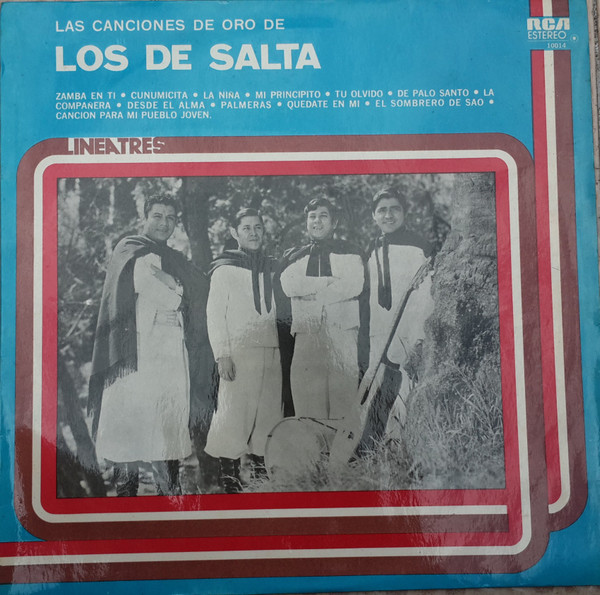 LAS CANCIONES DE ORO DE
LOS DE SALTA
RCA
ESTEREO
10014
ZAMBA EN TI • CUNUMICITA • LA NIÑA • MI PRINCIPITO • TU OLVIDO • DE PALO SANTO • LA
COMPAÑERA • DESDE EL ALMA • PALMERAS • QUEDATE EN MI • EL SOMBRERO DE SAO •
CANCION PARA MI PUEBLO JOVEN.
LINEATRES